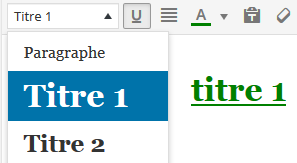 Titre 1 U A T
Paragraphe
Titre 1
titre 1
Titre 2